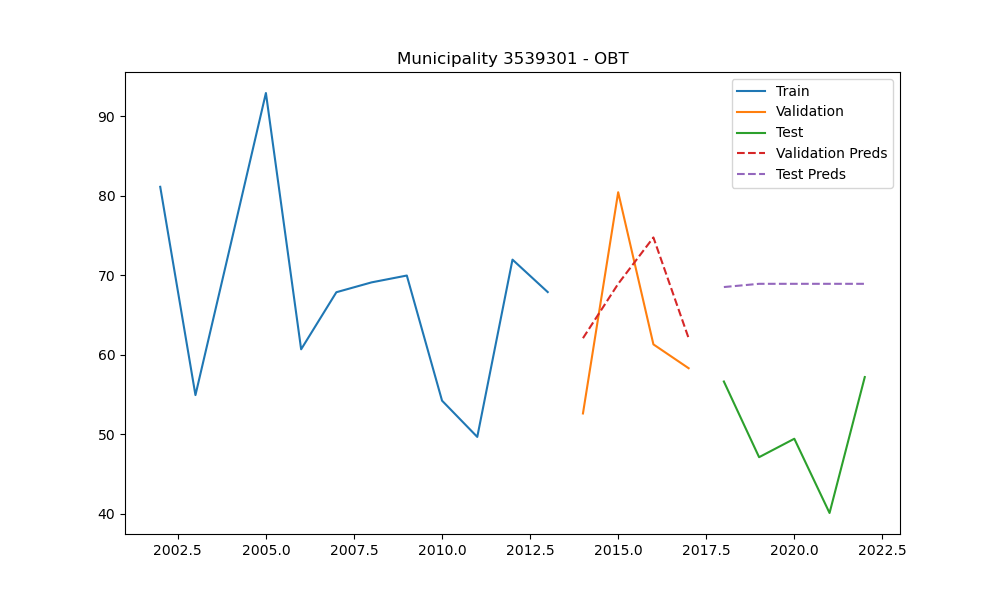 Municipality 3539301 - OBT
Train
Validation
Test
Validation Preds
Test Preds
90
80
70
60
50
40
2002.5 2005.0 2007.5 2010.0 2012.5 2015.0 2017.5 2020.0 2022.5